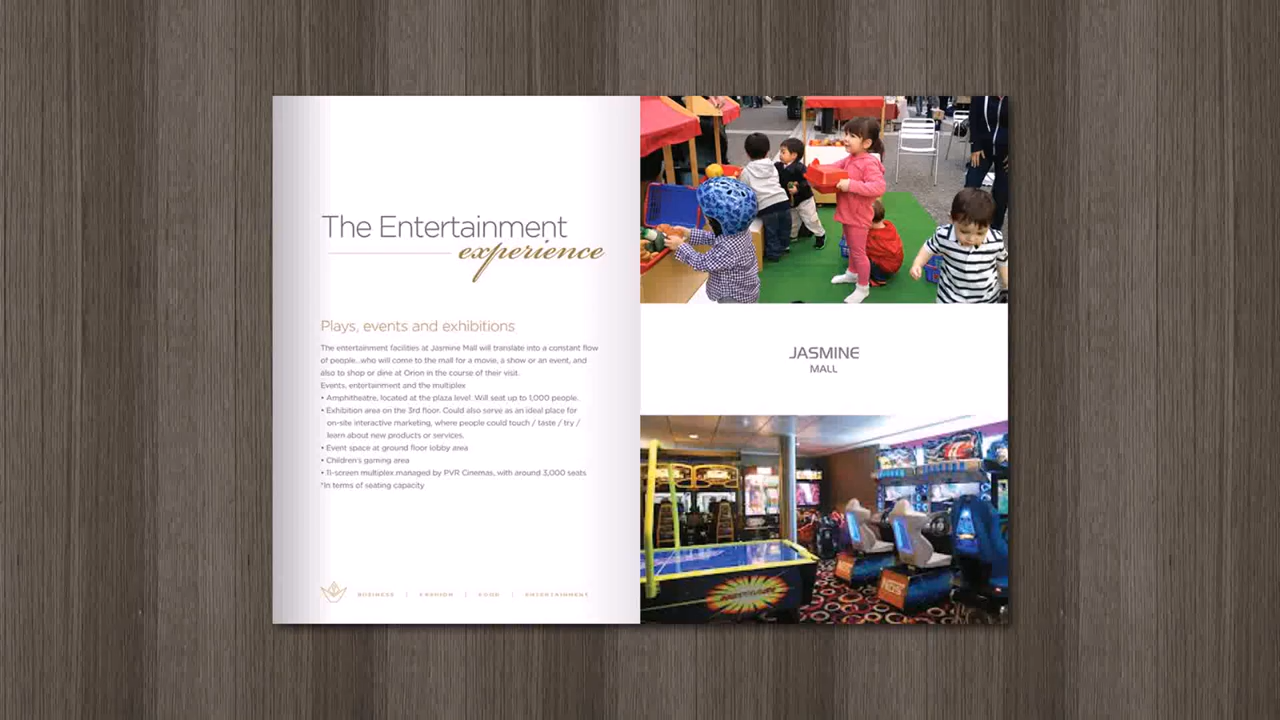 The Entertainment
experience
Plays, events and exhibitions
The entertainment facilities at Jasmine Mall will translate into a constant flow
of people...who will come to the mall for a movie, a show or an event, and
also to shop or dine at Orion in the course of their visit.
Events, entertainment and the multiplex
• Amphitheatre, located at the plaza level. Will seat up to 1,000 people.
• Exhibition area on the 3rd floor. Could also serve as an ideal place for
on-site interactive marketing, where people could touch / taste / try /
learn about new products or services.
• Event space at ground floor lobby area
• Children's gaming area
• 11-screen multiplex managed by PVR Cinemas, with around 3,000 seats
*In terms of seating capacity
BUSINESS | FASHION | FOOD | ENTERTAINMENT
JASMINE
MALL
NOS